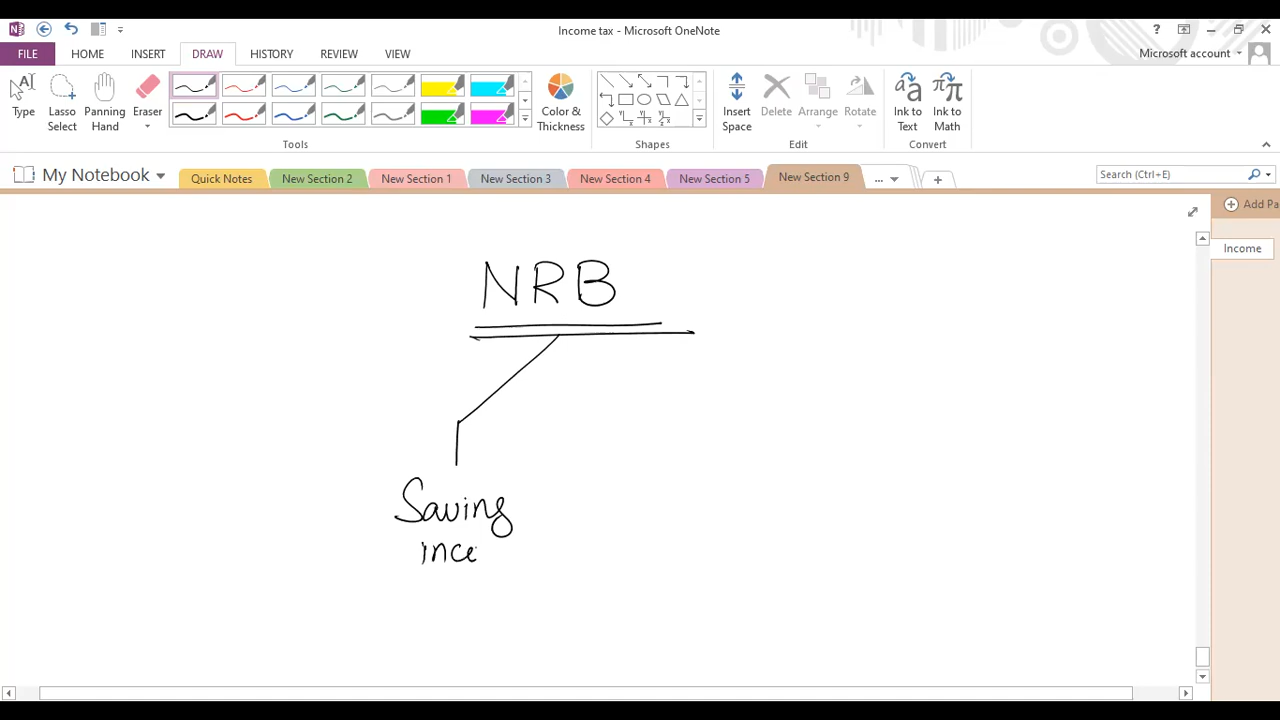 Income tax - Microsoft OneNote
?
FILE HOME INSERT DRAW HISTORY REVIEW VIEW
Microsoft account
Type
Lasso Select
Panning Hand
Eraser
Color & Thickness
Insert Space
Delete
Arrange
Rotate
Ink to Text
Ink to Math
Tools Shapes Edit Convert
My Notebook Quick Notes New Section 2 New Section 1 New Section 3 New Section 4 New Section 5 New Section 9 ... Search (Ctrl+E)
Add Pa
Income
NRB
Saving
ince